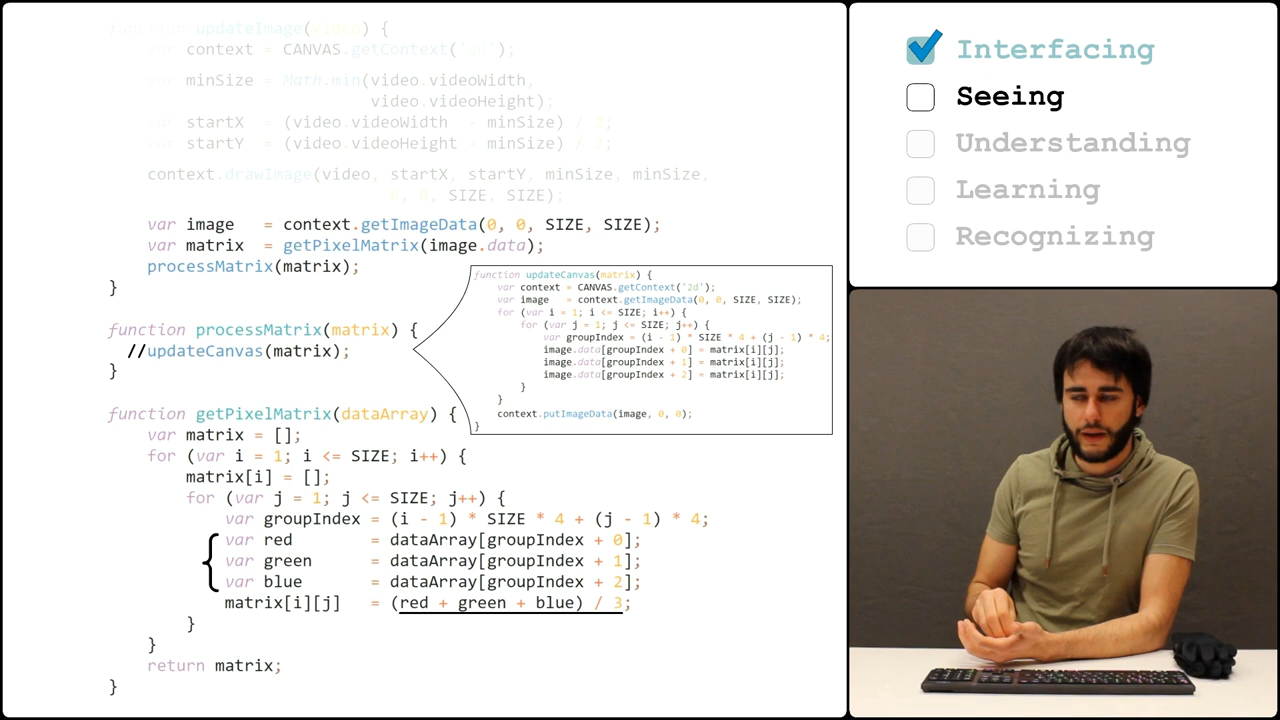 function updateImage(video) {
var context = CANVAS.getContext('2d');
var minSize = Math.min(video.videoWidth,
video.videoHeight);
var startX = (video.videoWidth - minSize) / 2;
var startY = (video.videoHeight - minSize) / 2;
context.drawImage(video, startX, startY, minSize, minSize,
0, 0, SIZE, SIZE);
var image = context.getImageData(0, 0, SIZE, SIZE);
var matrix = getPixelMatrix(image.data);
processMatrix(matrix);
}
function processMatrix(matrix) {
//updateCanvas(matrix);
}
function updateCanvas(matrix) {
var context = CANVAS.getContext('2d');
var image = context.getImageData(0, 0, SIZE, SIZE);
for (var i = 1; i <= SIZE; i++) {
for (var j = 1; j <= SIZE; j++) {
var groupIndex = (i - 1) * SIZE * 4 + (j - 1) * 4;
image.data[groupIndex + 0] = matrix[i][j];
image.data[groupIndex + 1] = matrix[i][j];
image.data[groupIndex + 2] = matrix[i][j];
}
}
context.putImageData(image, 0, 0);
}
function getPixelMatrix(dataArray) {
var matrix = [];
for (var i = 1; i <= SIZE; i++) {
matrix[i] = [];
for (var j = 1; j <= SIZE; j++) {
var groupIndex = (i - 1) * SIZE * 4 + (j - 1) * 4;
var red = dataArray[groupIndex + 0];
var green = dataArray[groupIndex + 1];
var blue = dataArray[groupIndex + 2];
matrix[i][j] = (red + green + blue) / 3;
}
}
return matrix;
}
Interfacing
Seeing
Understanding
Learning
Recognizing